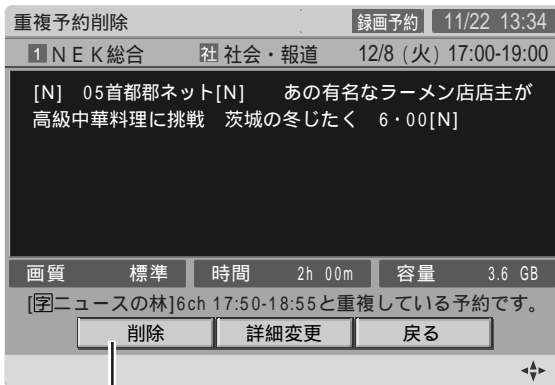 重複予約削除 録画予約 11/22 13:34
1 NEK総合 社 社会・報道 12/8 (火) 17:00-19:00
[N] 05首都郡ネット[N] あの有名なラーメン店店主が
高級中華料理に挑戦 茨城の冬じたく 6・00[N]
画質 標準 時間 2h 00m 容量 3.6 GB
[字ニュースの林]6ch 17:50-18:55と重複している予約です。
削除 詳細変更 戻る